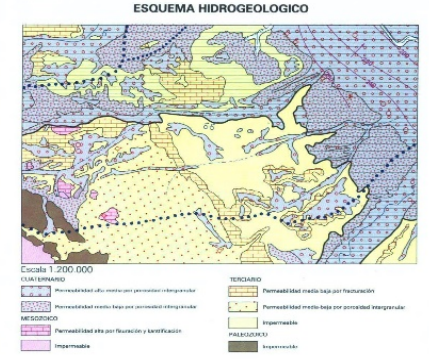 ESQUEMA HIDROGEOLOGICO
Escala 1:200.000
CUATERNARIO
Permeabilidad alta-media por porosidad intergranular
Permeabilidad media-baja por porosidad intergranular
MESOZOICO
Permeabilidad alta por fisuración y karstificación
Impermeable
TERCIARIO
Permeabilidad media-baja por fracturación
Permeabilidad media-baja por porosidad intergranular
Impermeable
PALEOZOICO
Impermeable